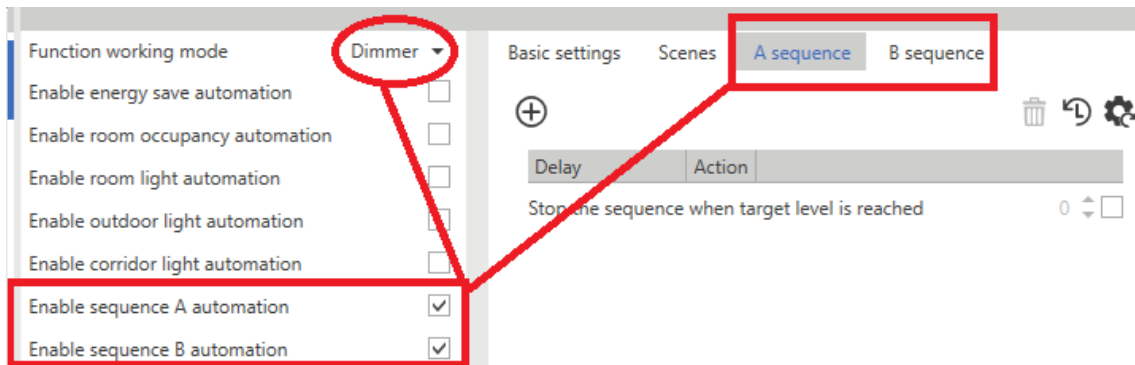 Function working mode Dimmer
Enable energy save automation
Enable room occupancy automation
Enable room light automation
Enable outdoor light automation
Enable corridor light automation
Enable sequence A automation
Enable sequence B automation
Basic settings Scenes A sequence B sequence
Delay Action
Stop the sequence when target level is reached 0